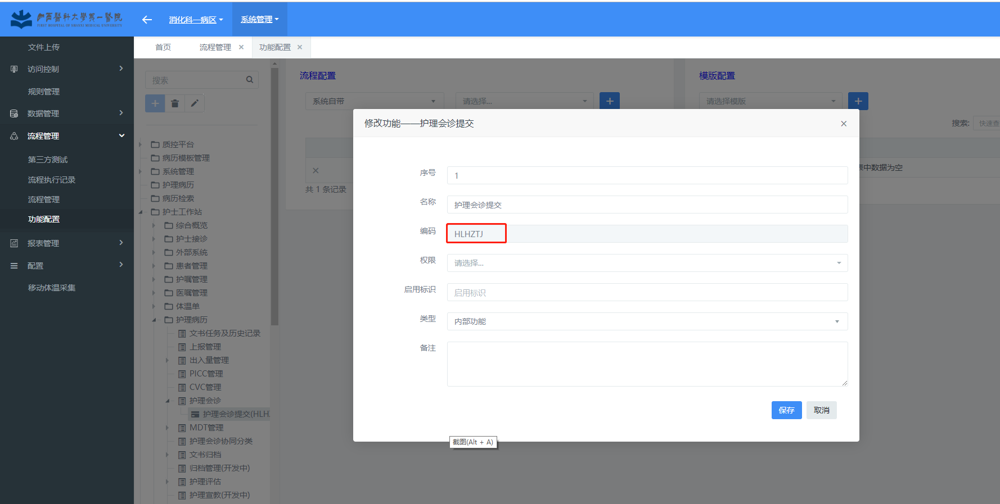 山西醫科大學第一醫院
FIRST HOSPITAL OF SHANXI MEDICAL UNIVERSITY
消化科一病区
系统管理
首页
流程管理
功能配置
文件上传
访问控制
规则管理
数据管理
流程管理
第三方测试
流程执行记录
流程管理
功能配置
报表管理
配置
移动体温采集
搜索
质控平台
病历模板管理
系统管理
护理病历
病历检索
护士工作站
综合概览
护士接诊
外部系统
患者管理
护嘱管理
医嘱管理
体温单
护理病历
文书任务及历史记录
上报管理
出入量管理
PICC管理
CVC管理
护理会诊
护理会诊提交(HLH
MDT管理
护理会诊协同分类
文书归档
归档管理(开发中)
护理评估
护理宣教(开发中)
流程配置
系统自带
请选择...
共 1 条记录
模版配置
请选择模版
搜索:
快速查
表中数据为空
修改功能——护理会诊提交
序号
1
名称
护理会诊提交
编码
HLHZTJ
权限
请选择...
启用标识
启用标识
类型
内部功能
备注
保存
取消
截图(Alt + A)